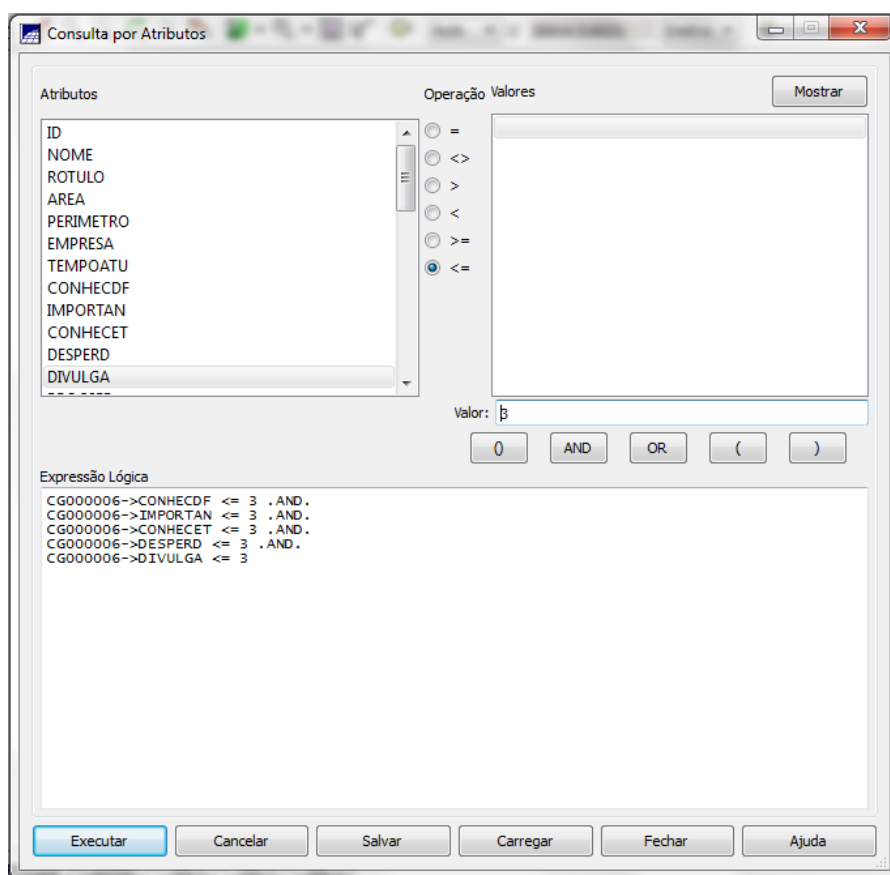 Consulta por Atributos
Atributos
Operação
Valores
Mostrar
ID
NOME
ROTULO
AREA
PERIMETRO
EMPRESA
TEMPOATU
CONHECDF
IMPORTAN
CONHECET
DESPERD
DIVULGA
=
<>
>
<
>=
<=
Valor: 3
() AND OR ( )
Expressão Lógica
CG000006->CONHECDF <= 3 .AND.
CG000006->IMPORTAN <= 3 .AND.
CG000006->CONHECET <= 3 .AND.
CG000006->DESPERD <= 3 .AND.
CG000006->DIVULGA <= 3
Executar Cancelar Salvar Carregar Fechar Ajuda